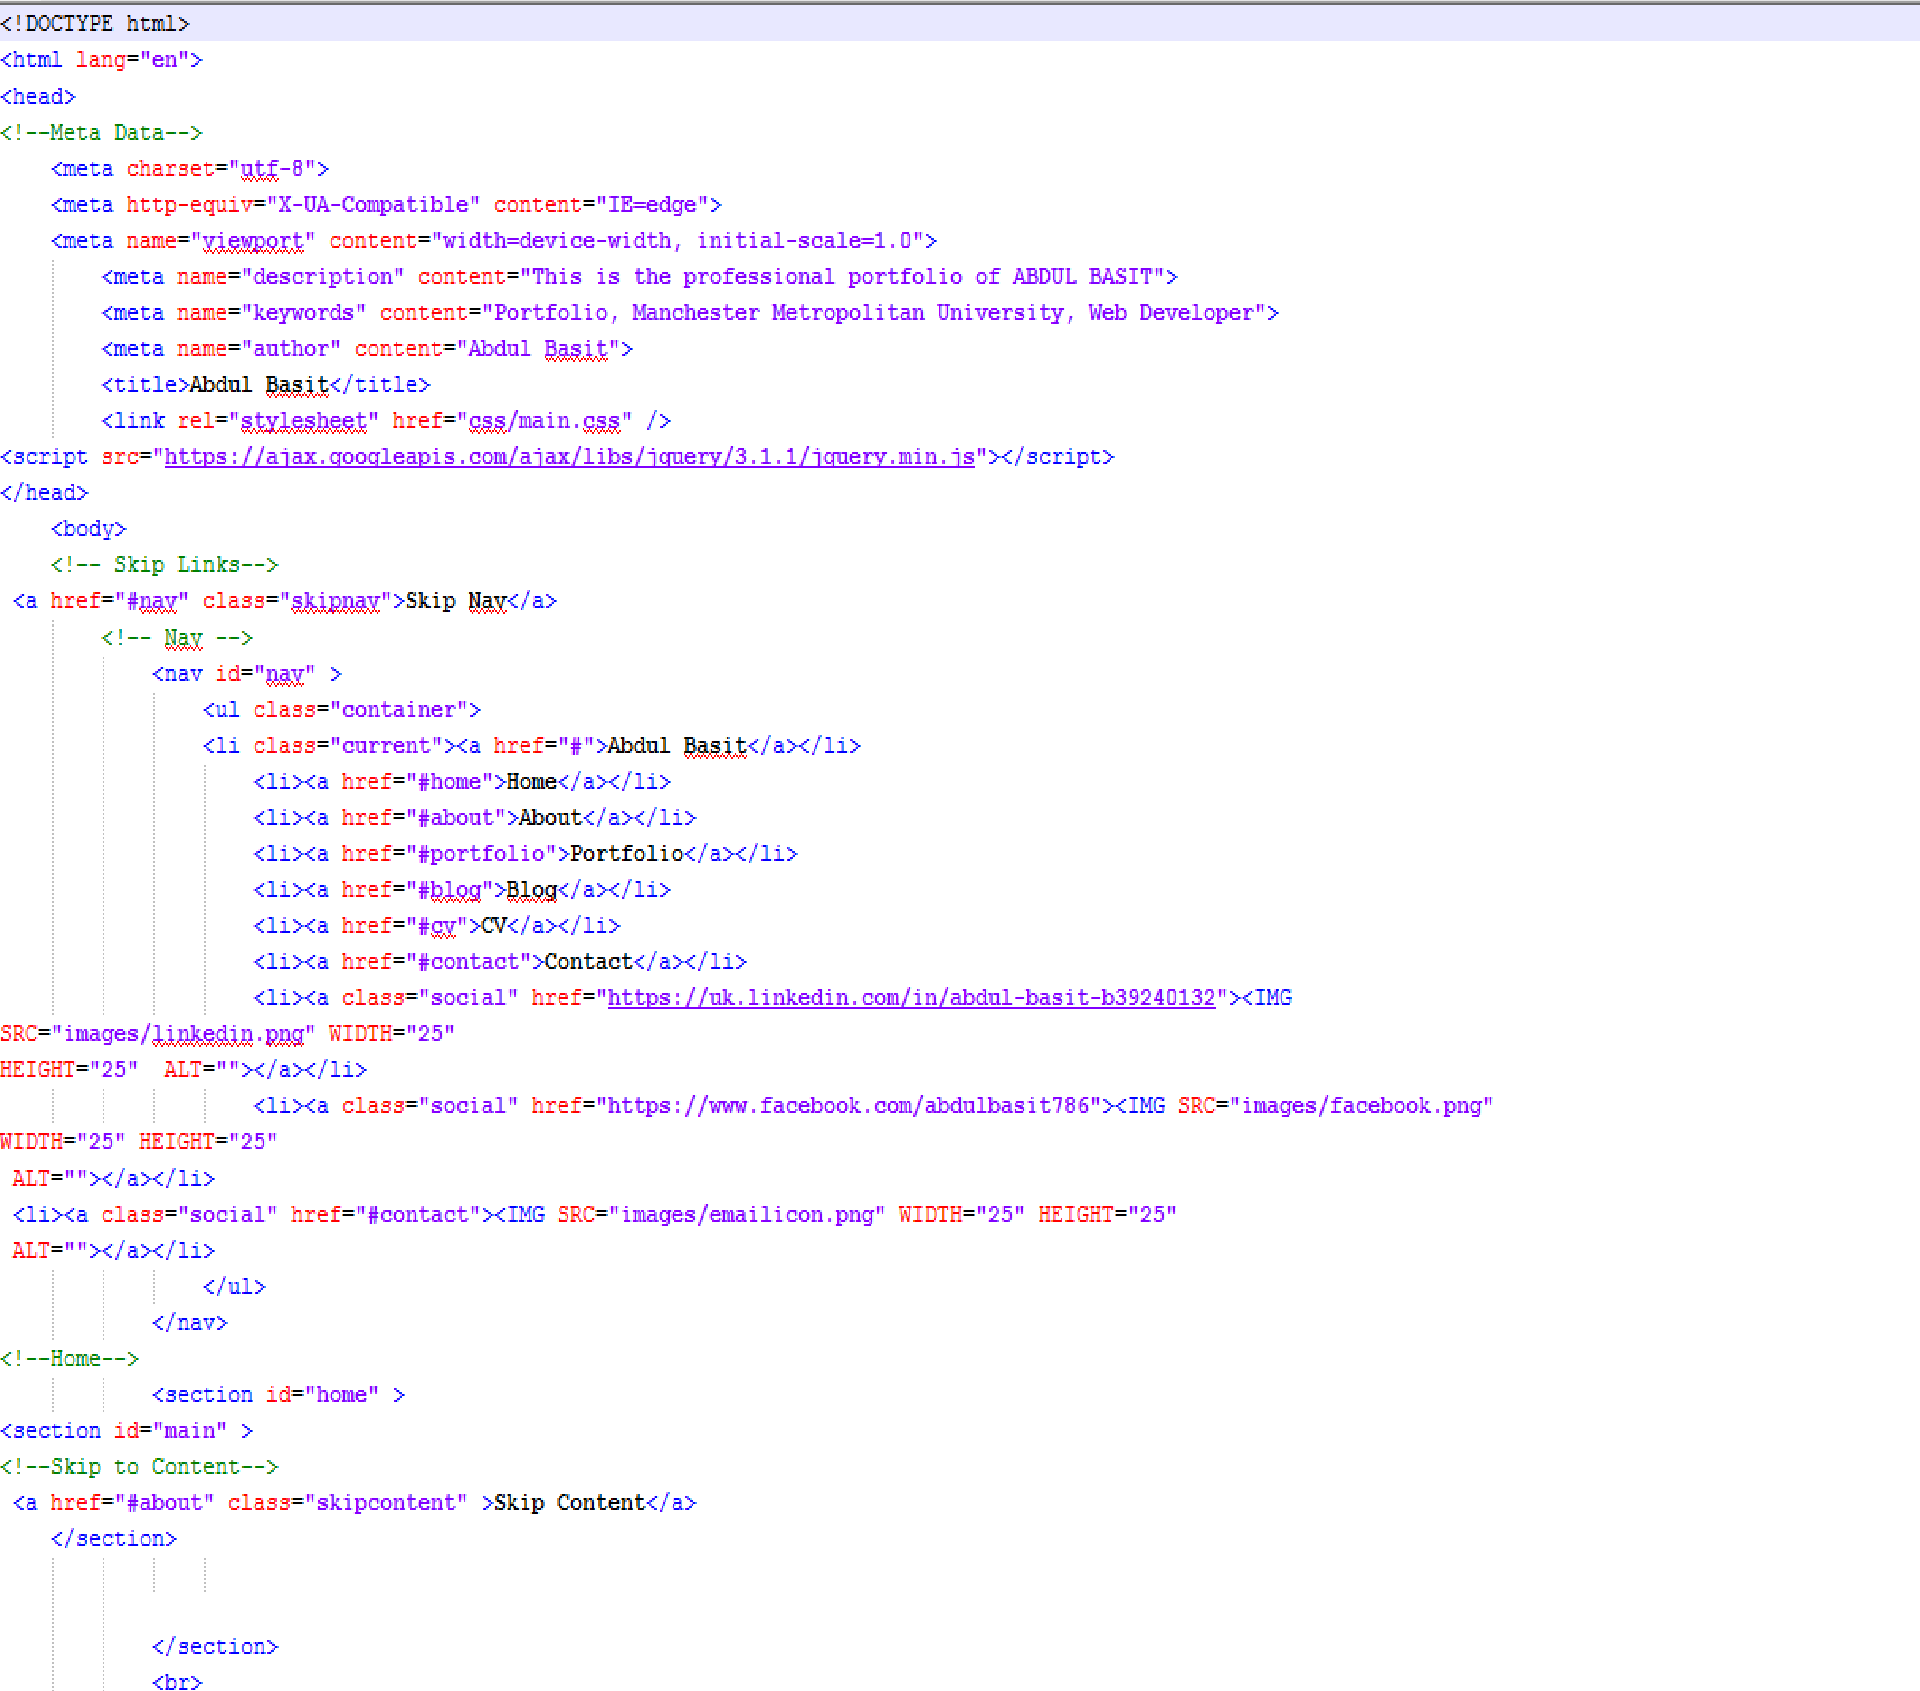 <!DOCTYPE html>
<html lang="en">
<head>
<!--Meta Data-->
<meta charset="utf-8">
<meta http-equiv="X-UA-Compatible" content="IE=edge">
<meta name="viewport" content="width=device-width, initial-scale=1.0">
<meta name="description" content="This is the professional portfolio of ABDUL BASIT">
<meta name="keywords" content="Portfolio, Manchester Metropolitan University, Web Developer">
<meta name="author" content="Abdul Basit">
<title>Abdul Basit</title>
<link rel="stylesheet" href="css/main.css" />
<script src="https://ajax.googleapis.com/ajax/libs/jquery/3.1.1/jquery.min.js"></script>
</head>
<body>
<!-- Skip Links-->
<a href="#nav" class="skipnav">Skip Nav</a>
<!-- Nav -->
<nav id="nav" >
<ul class="container">
<li class="current"><a href="#">Abdul Basit</a></li>
<li><a href="#home">Home</a></li>
<li><a href="#about">About</a></li>
<li><a href="#portfolio">Portfolio</a></li>
<li><a href="#blog">Blog</a></li>
<li><a href="#cv">CV</a></li>
<li><a href="#contact">Contact</a></li>
<li><a class="social" href="https://uk.linkedin.com/in/abdul-basit-b39240132"><IMG
SRC="images/linkedin.png" WIDTH="25"
HEIGHT="25"  ALT=""></a></li>
<li><a class="social" href="https://www.facebook.com/abdulbasit786"><IMG SRC="images/facebook.png"
WIDTH="25" HEIGHT="25"
ALT=""></a></li>
<li><a class="social" href="#contact"><IMG SRC="images/emailicon.png" WIDTH="25" HEIGHT="25"
ALT=""></a></li>
</ul>
</nav>
<!--Home-->
<section id="home" >
<section id="main" >
<!--Skip to Content-->
<a href="#about" class="skipcontent" >Skip Content</a>
</section>
</section>
<br>